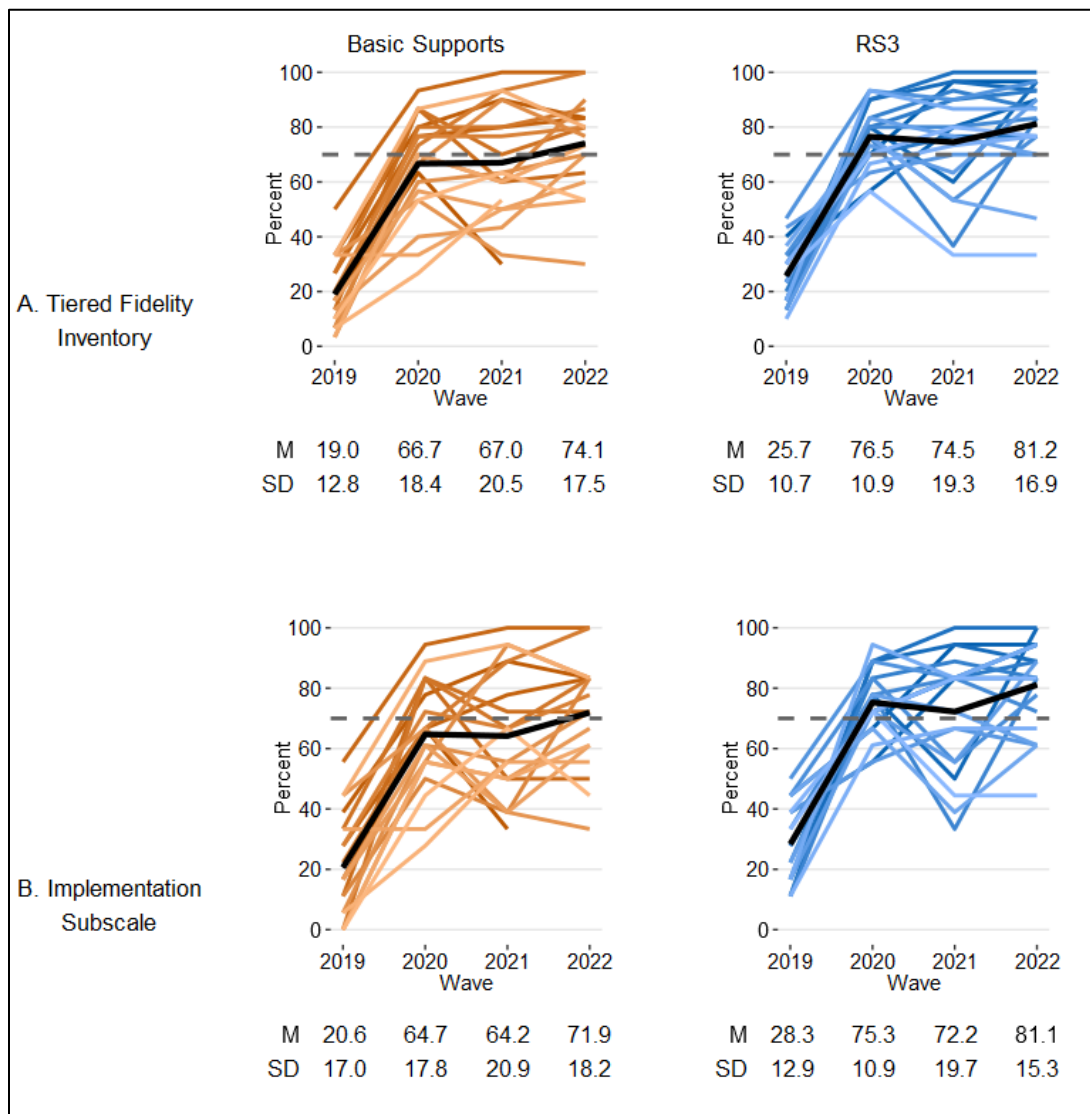 Basic Supports
RS3
100
80
60
40
20
0
Percent
2019 2020 2021 2022
Wave
100
80
60
40
20
0
Percent
2019 2020 2021 2022
Wave
A. Tiered Fidelity
Inventory
M 19.0 66.7 67.0 74.1
SD 12.8 18.4 20.5 17.5
M 25.7 76.5 74.5 81.2
SD 10.7 10.9 19.3 16.9
100
80
60
40
20
0
Percent
2019 2020 2021 2022
Wave
100
80
60
40
20
0
Percent
2019 2020 2021 2022
Wave
B. Implementation
Subscale
M 20.6 64.7 64.2 71.9
SD 17.0 17.8 20.9 18.2
M 28.3 75.3 72.2 81.1
SD 12.9 10.9 19.7 15.3